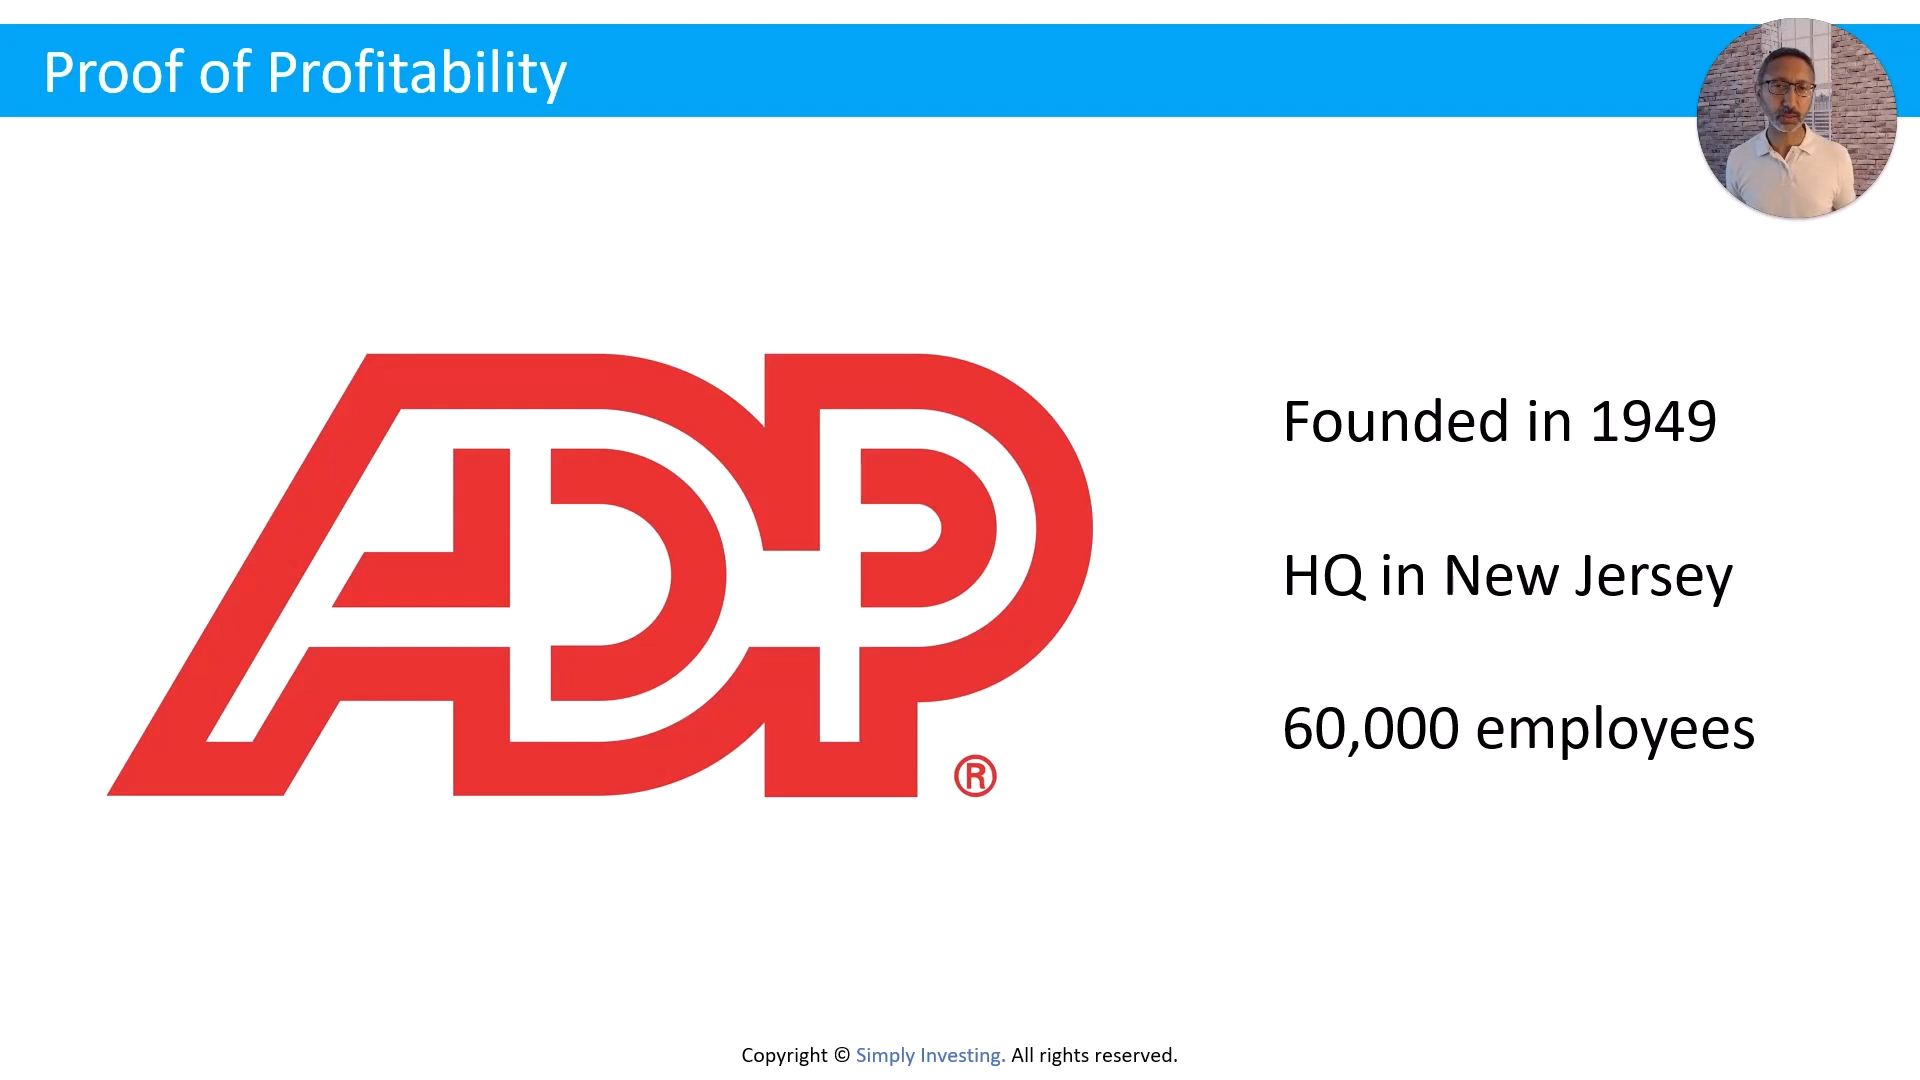 Proof of Profitability
ADP®
Founded in 1949
HQ in New Jersey
60,000 employees
Copyright © Simply Investing. All rights reserved.